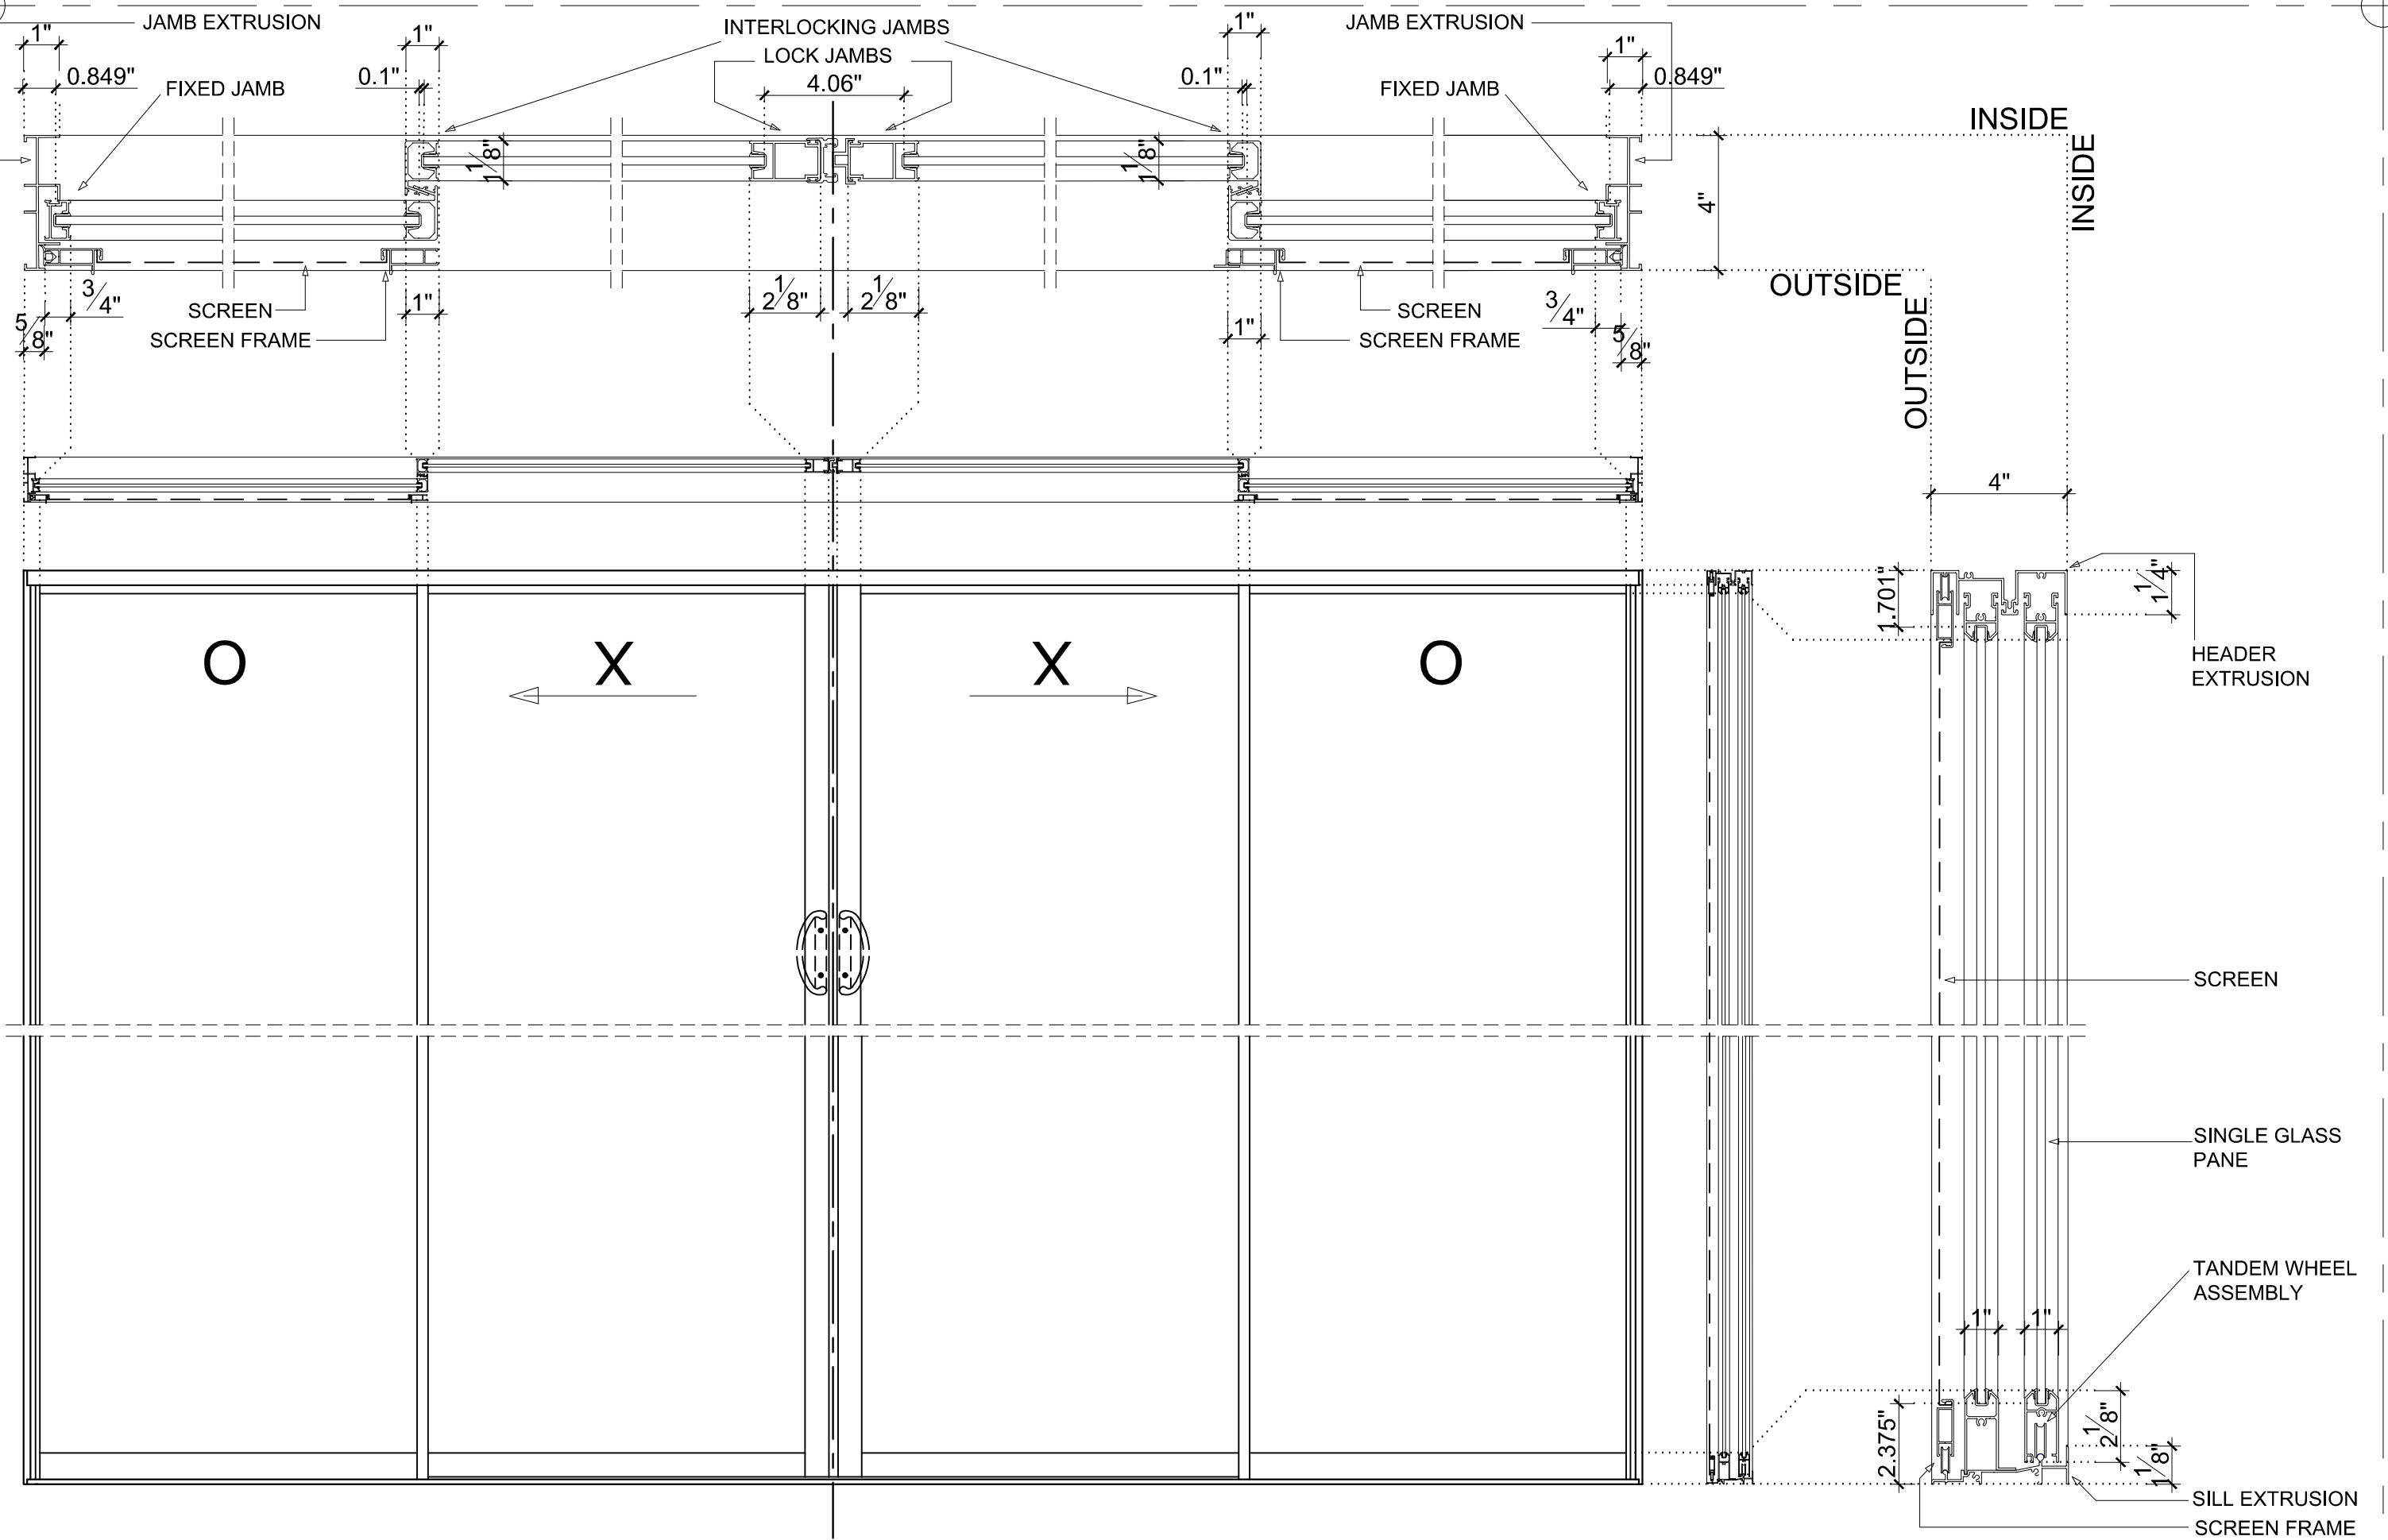 JAMB EXTRUSION
INTERLOCKING JAMBS
JAMB EXTRUSION
1"
1"
LOCK JAMBS
1"
1"
0.849"
FIXED JAMB
0.1"
4.06"
0.1"
FIXED JAMB
0.849"
INSIDE
INSIDE
1 1/8"
1 1/8"
4"
OUTSIDE
OUTSIDE
3/4"
5/8"
SCREEN
SCREEN FRAME
1"
2 1/8"
2 1/8"
1"
SCREEN
SCREEN FRAME
3/4"
5/8"
4"
1.701"
1 1/4"
HEADER
EXTRUSION
O
X
X
O
SCREEN
SINGLE GLASS
PANE
TANDEM WHEEL
ASSEMBLY
1"
1"
2.375"
2 1/8"
1 1/8"
SILL EXTRUSION
SCREEN FRAME